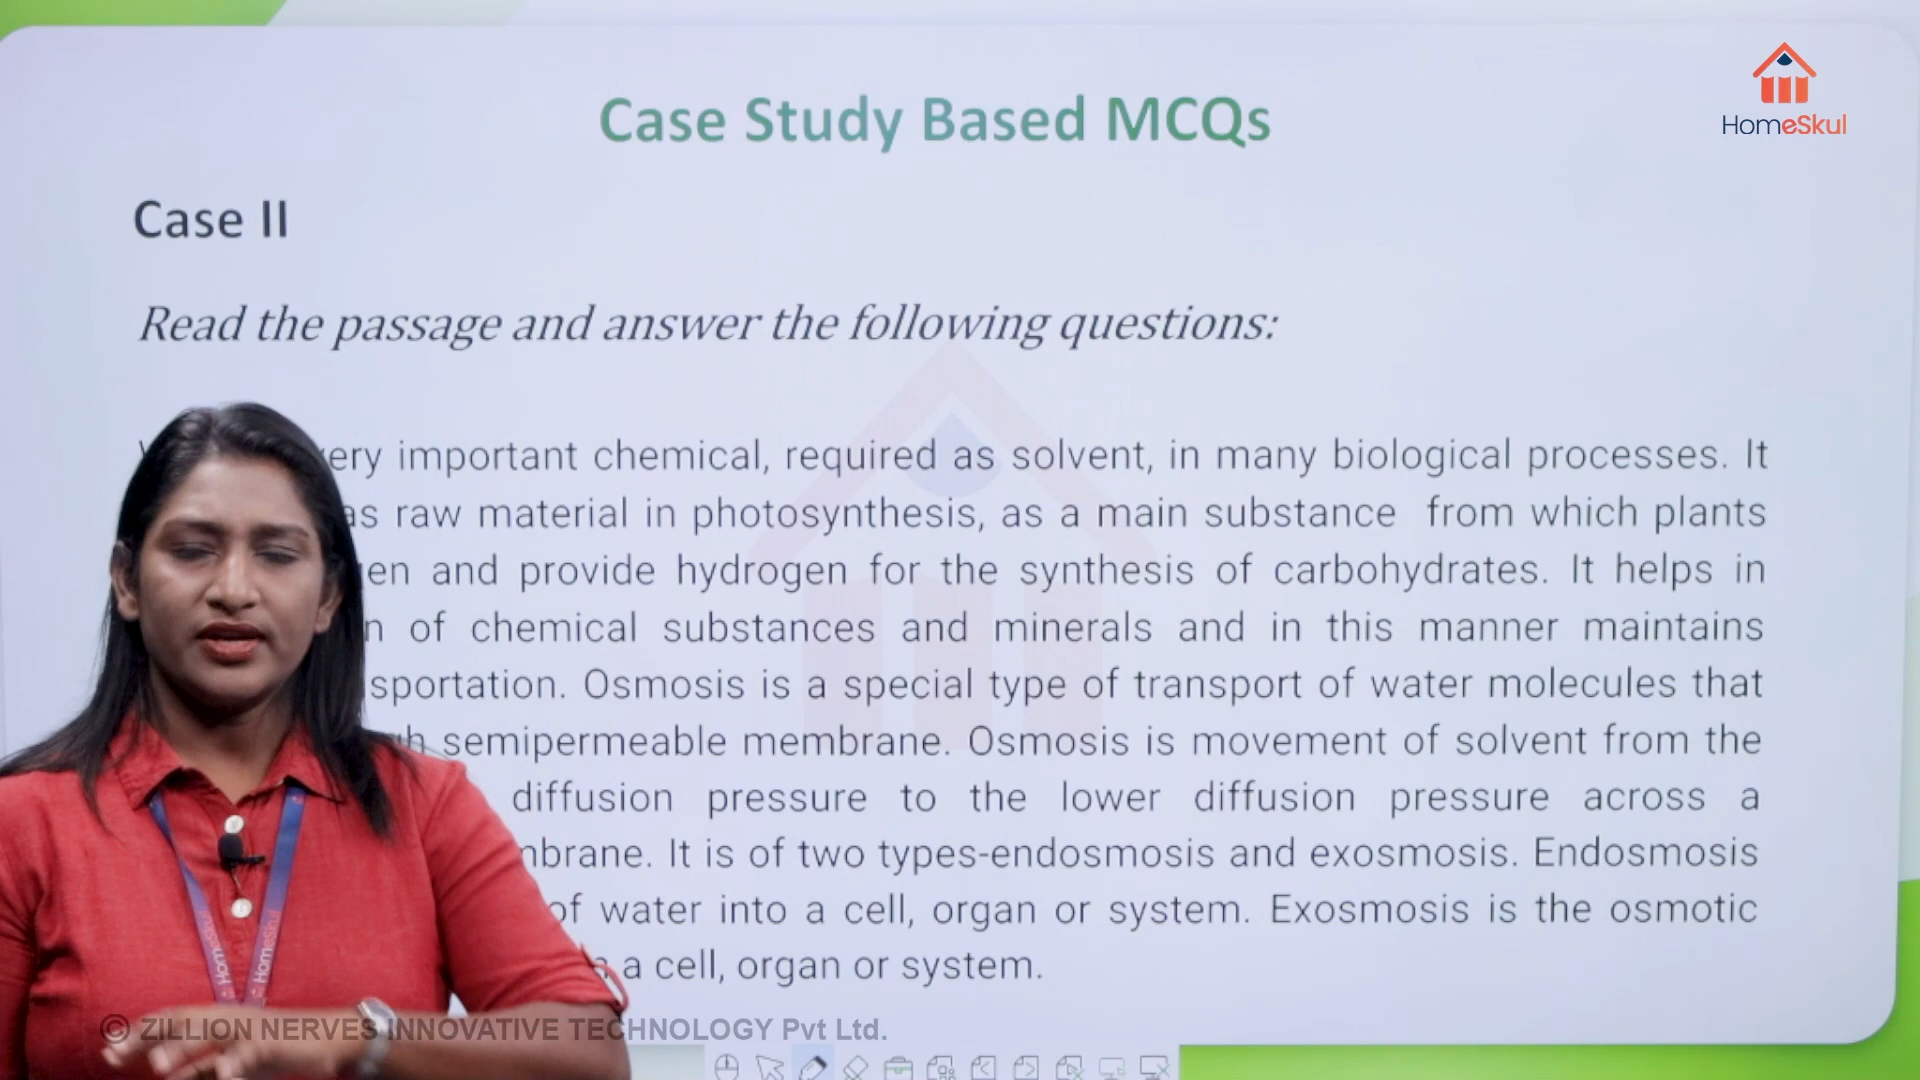 Case Study Based MCQs
HomeSkul
Case II
Read the passage and answer the following questions:
important chemical, required as solvent, in many biological processes. It
as raw material in photosynthesis, as a main substance from which plants
and provide hydrogen for the synthesis of carbohydrates. It helps in
of chemical substances and minerals and in this manner maintains
Osmosis is a special type of transport of water molecules that
semipermeable membrane. Osmosis is movement of solvent from the
diffusion pressure to the lower diffusion pressure across a
It is of two types-endosmosis and exosmosis. Endosmosis
of water into a cell, organ or system. Exosmosis is the osmotic
a cell, organ or system.
HomeSkul
© ZILLION NERVES INNOVATIVE TECHNOLOGY Pvt Ltd.